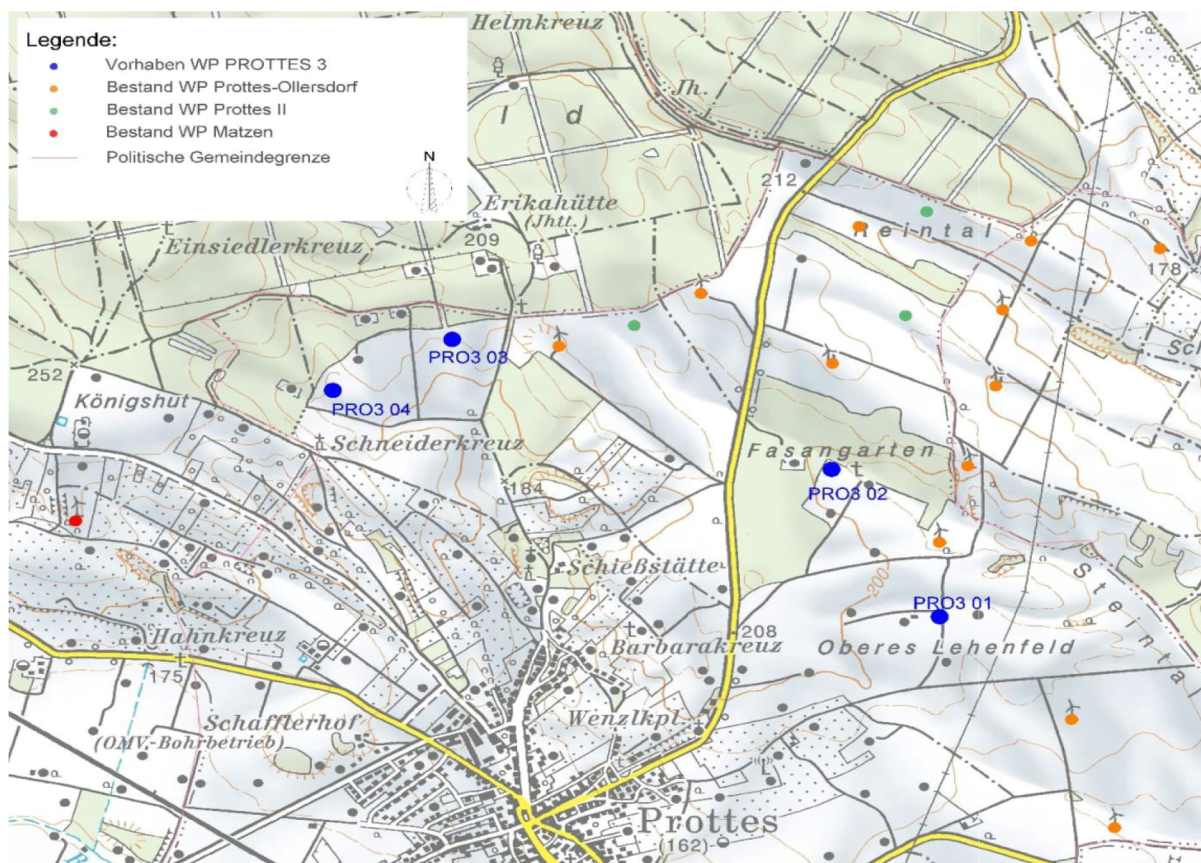 Legende:
Vorhaben WP PROTTES 3
Bestand WP Prottes-Ollersdorf
Bestand WP Prottes II
Bestand WP Matzen
Politische Gemeindegrenze
N
Helmkreuz
Jh.
l d
212
Erikahütte
(Jhtt.)
Einsiedlerkreuz
209
Reintal
178
PRO3 03
252
Königshut
PRO3 04
Schneiderkreuz
Fasangarten
184
PRO3 02
Schießstätte
200
Steinta
PRO3 01
Hahnkreuz
Barbarakreuz
208
Oberes Lehenfeld
175
Schafflerhof
(OMV.-Bohrbetrieb)
Wenzlkpl.
Prottes
(162)